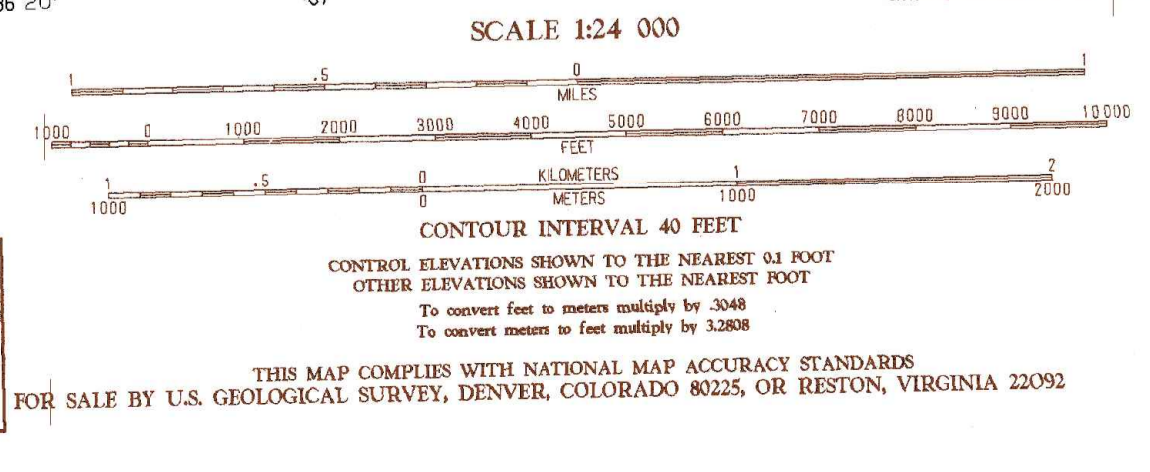 SCALE 1:24 000
1 .5 0 1
MILES
1000 0 1000 2000 3000 4000 5000 6000 7000 8000 9000 10000
FEET
1 .5 0 KILOMETERS 1 2
1000 0 METERS 1000 2000
CONTOUR INTERVAL 40 FEET
CONTROL ELEVATIONS SHOWN TO THE NEAREST 0.1 FOOT
OTHER ELEVATIONS SHOWN TO THE NEAREST FOOT
To convert feet to meters multiply by .3048
To convert meters to feet multiply by 3.2808
THIS MAP COMPLIES WITH NATIONAL MAP ACCURACY STANDARDS
FOR SALE BY U.S. GEOLOGICAL SURVEY, DENVER, COLORADO 80225, OR RESTON, VIRGINIA 22092